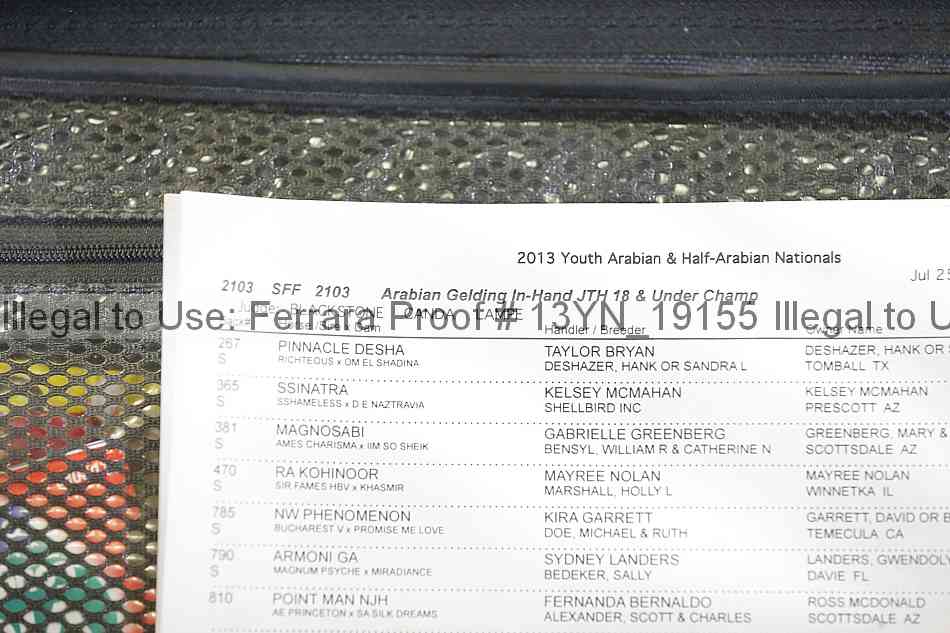 2013 Youth Arabian & Half-Arabian Nationals
Jul 25
2103 SFF 2103 Arabian Gelding In-Hand JTH 18 & Under Champ
BLACKSTONE CANDA LAMPE
Illegal to Use: Ferrara Proof # 13YN_19155 Illegal to U
Dam Handler / Breeder Owner Name
267 PINNACLE DESHA TAYLOR BRYAN DESHAZER, HANK OR
RICHTEOUS x OM EL SHADINA DESHAZER, HANK OR SANDRA L TOMBALL TX
365 SSINATRA KELSEY MCMAHAN KELSEY MCMAHAN
S SSHAMELESS x D E NAZTRAVIA SHELLBIRD INC PRESCOTT AZ
381 MAGNOSABI GABRIELLE GREENBERG GREENBERG, MARY &
S AMES CHARISMA x IIM SO SHEIK BENSYL, WILLIAM R & CATHERINE N SCOTTSDALE AZ
470 RA KOHINOOR MAYREE NOLAN MAYREE NOLAN
S SIR FAMES HBV x KHASMIR MARSHALL, HOLLY L WINNETKA IL
785 NW PHENOMENON KIRA GARRETT GARRETT, DAVID OR B
S BUCHAREST V x PROMISE ME LOVE DOE, MICHAEL & RUTH TEMECULA CA
790 ARMONI GA SYDNEY LANDERS LANDERS, GWENDOLY
S MAGNUM PSYCHE x MIRADIANCE BEDEKER, SALLY DAVIE FL
810 POINT MAN NJH FERNANDA BERNALDO ROSS MCDONALD
AE PRINCETON x SA SILK DREAMS ALEXANDER, SCOTT & CHARLES SCOTTSDALE AZ